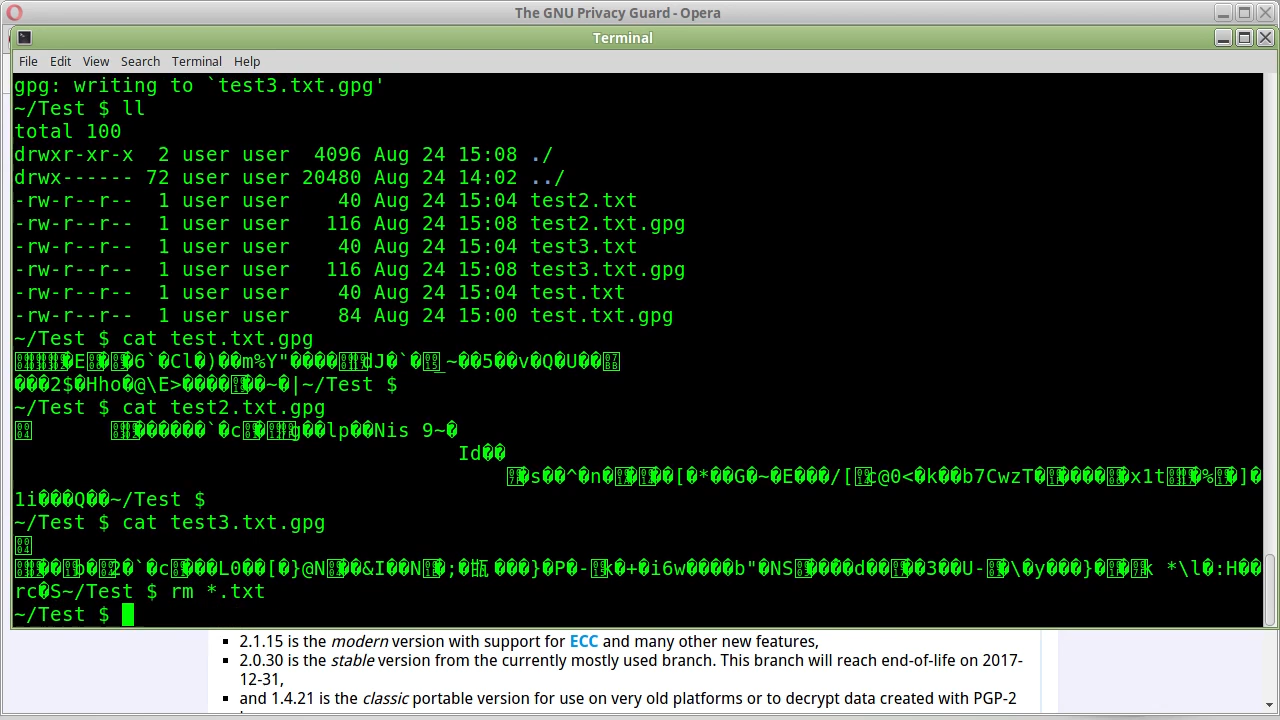 The GNU Privacy Guard - Opera
Terminal
File Edit View Search Terminal Help
gpg: writing to `test3.txt.gpg'
~/Test $ ll
total 100
drwxr-xr-x  2 user user  4096 Aug 24 15:08 ./
drwx------ 72 user user 20480 Aug 24 14:02 ../
-rw-r--r--  1 user user    40 Aug 24 15:04 test2.txt
-rw-r--r--  1 user user   116 Aug 24 15:08 test2.txt.gpg
-rw-r--r--  1 user user    40 Aug 24 15:04 test3.txt
-rw-r--r--  1 user user   116 Aug 24 15:08 test3.txt.gpg
-rw-r--r--  1 user user    40 Aug 24 15:04 test.txt
-rw-r--r--  1 user user    84 Aug 24 15:00 test.txt.gpg
~/Test $ cat test.txt.gpg
���2$�Hho�@\E>����~�|~/Test $
~/Test $ cat test2.txt.gpg
Id��
1i���Q��~/Test $
~/Test $ cat test3.txt.gpg
rc�S~/Test $ rm *.txt
~/Test $
2.1.15 is the modern version with support for ECC and many other new features,
2.0.30 is the stable version from the currently mostly used branch. This branch will reach end-of-life on 2017-
12-31,
and 1.4.21 is the classic portable version for use on very old platforms or to decrypt data created with PGP-2